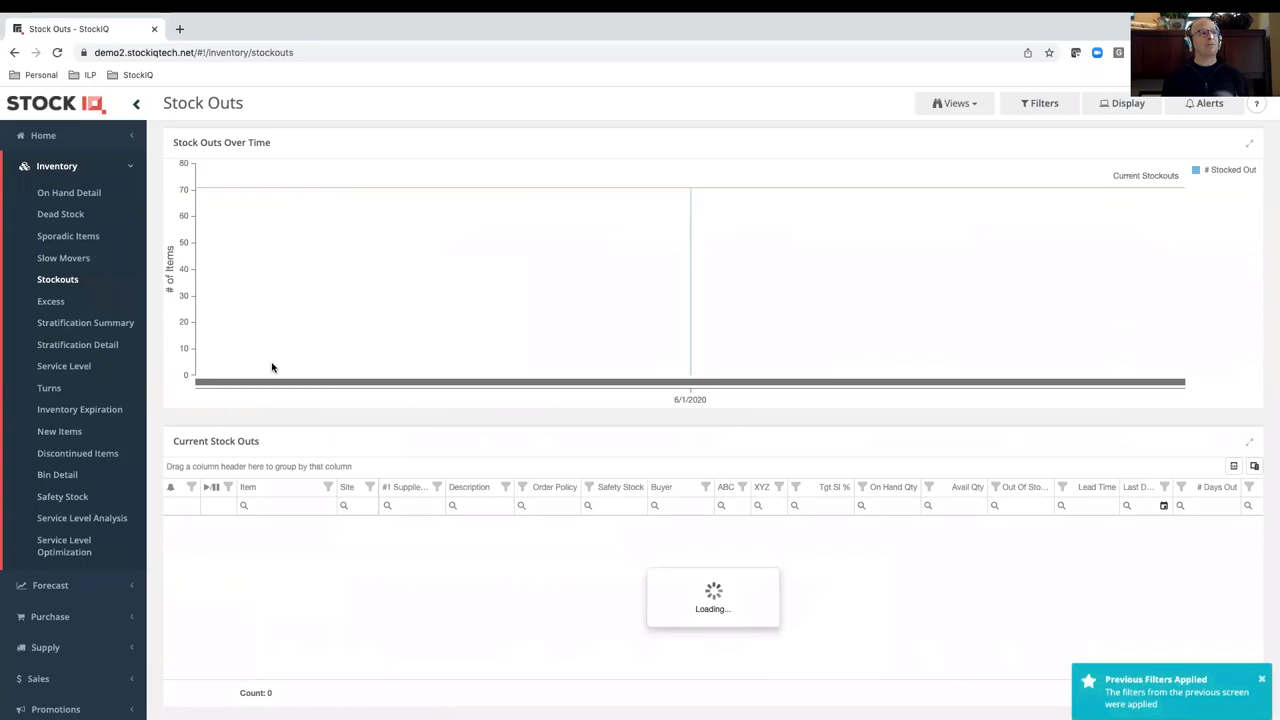 Stock Outs - StockIQ
demo2.stockiqtech.net/#!/inventory/stockouts
Personal
ILP
StockIQ
STOCK IQ
Stock Outs
Views
Filters
Display
Alerts
?
Home
Inventory
On Hand Detail
Dead Stock
Sporadic Items
Slow Movers
Stockouts
Excess
Stratification Summary
Stratification Detail
Service Level
Turns
Inventory Expiration
New Items
Discontinued Items
Bin Detail
Safety Stock
Service Level Analysis
Service Level
Optimization
Forecast
Purchase
Supply
Sales
Promotions
Stock Outs Over Time
80
70
60
50
40
30
20
10
0
# of Items
Current Stockouts
# Stocked Out
6/1/2020
Current Stock Outs
Drag a column header here to group by that column
Item
Site
#1 Supplie...
Description
Order Policy
Safety Stock
Buyer
ABC
XYZ
Tgt Sl %
On Hand Qty
Avail Qty
Out Of Sto...
Lead Time
Last D...
# Days Out
Loading...
Count: 0
Previous Filters Applied
The filters from the previous screen
were applied